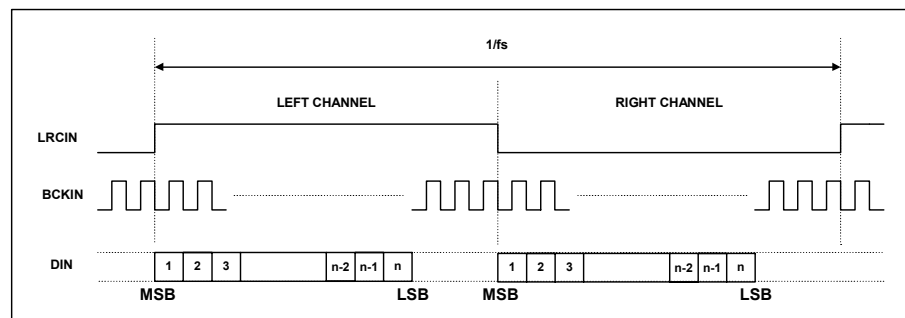 1/fs
LEFT CHANNEL RIGHT CHANNEL
LRCIN
BCKIN
DIN 1 2 3 n-2 n-1 n 1 2 3 n-2 n-1 n
MSB LSB MSB LSB